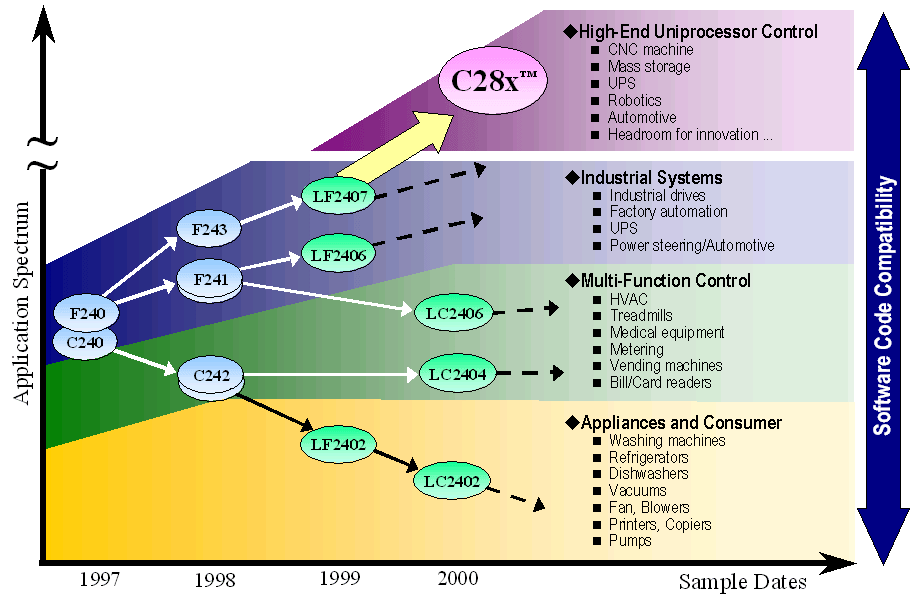 ◆High-End Uniprocessor Control
■ CNC machine
■ Mass storage
■ UPS
■ Robotics
■ Automotive
■ Headroom for innovation ...
C28x™
◆Industrial Systems
■ Industrial drives
■ Factory automation
■ UPS
■ Power steering/Automotive
LF2407
F243
LF2406
F241
◆Multi-Function Control
■ HVAC
■ Treadmills
■ Medical equipment
■ Metering
■ Vending machines
■ Bill/Card readers
F240
C240
LC2406
C242
LC2404
◆Appliances and Consumer
■ Washing machines
■ Refrigerators
■ Dishwashers
■ Vacuums
■ Fan, Blowers
■ Printers, Copiers
■ Pumps
LF2402
LC2402
Application Spectrum
Software Code Compatibility
1997
1998
1999
2000
Sample Dates